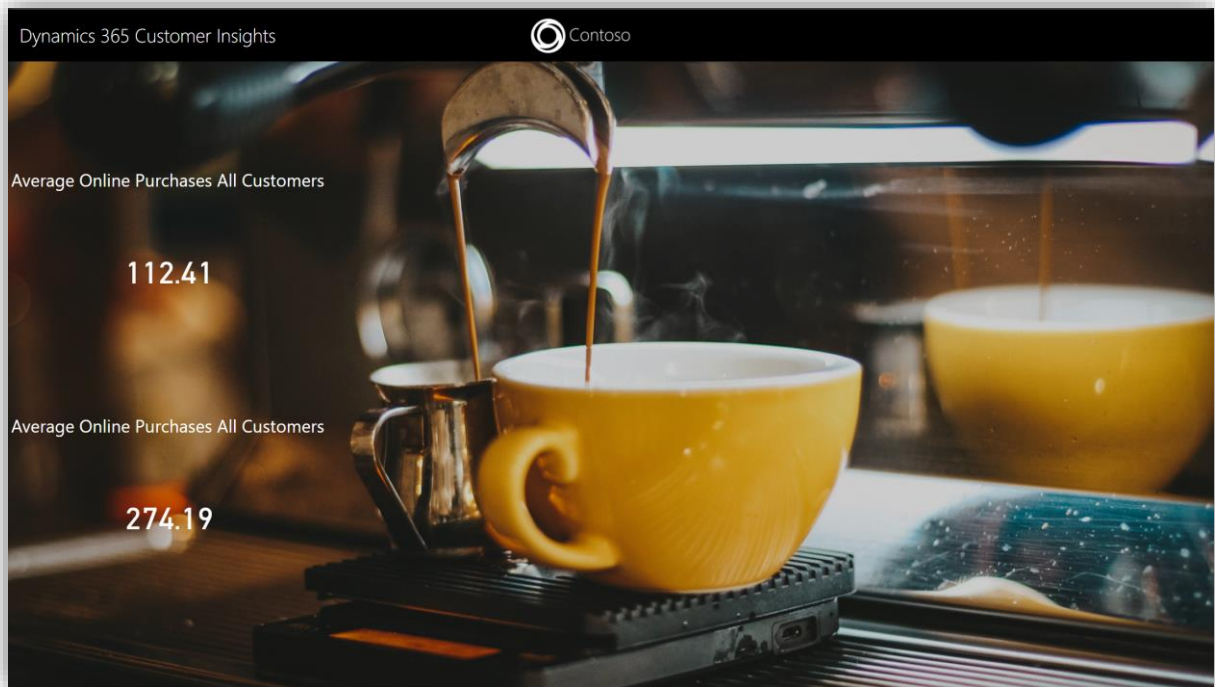 Dynamics 365 Customer Insights
Contoso
Average Online Purchases All Customers
112.41
Average Online Purchases All Customers
274.19